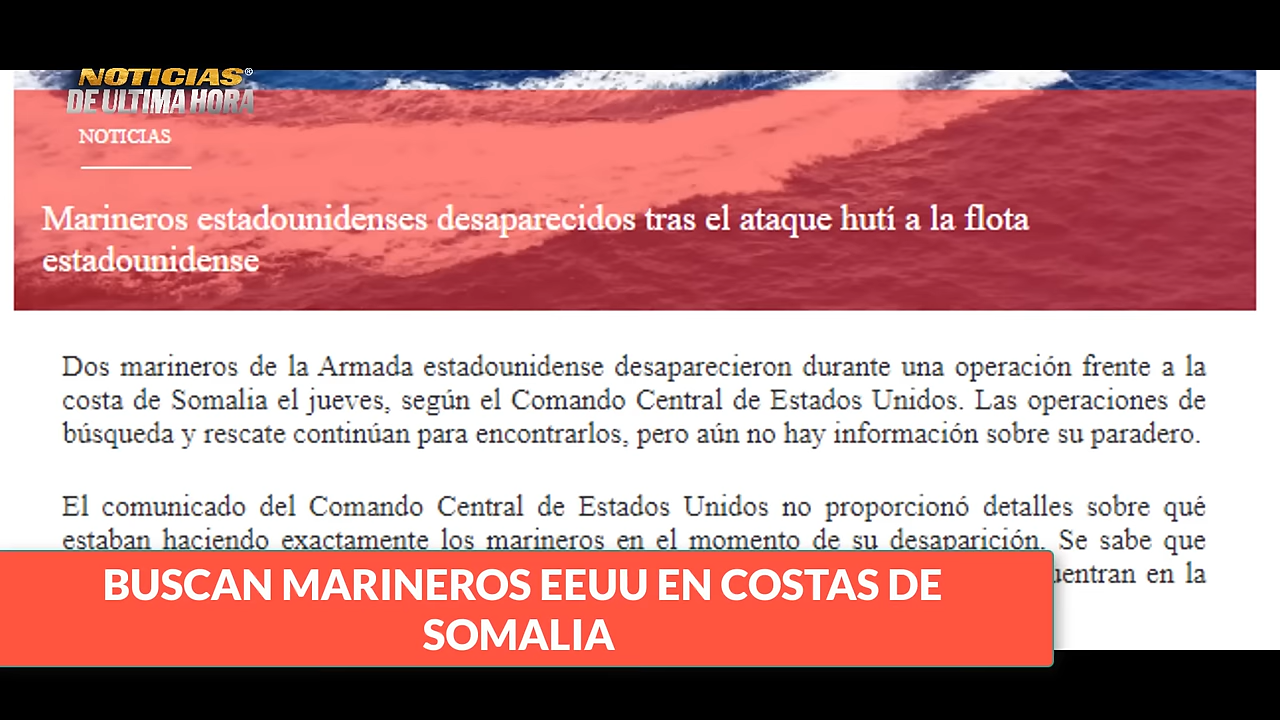 NOTICIAS®
DE ULTIMA HORA
NOTICIAS
Marineros estadounidenses desaparecidos tras el ataque hutí a la flota
estadounidense
Dos marineros de la Armada estadounidense desaparecieron durante una operación frente a la
costa de Somalia el jueves, según el Comando Central de Estados Unidos. Las operaciones de
búsqueda y rescate continúan para encontrarlos, pero aún no hay información sobre su paradero.
El comunicado del Comando Central de Estados Unidos no proporcionó detalles sobre qué
estaban haciendo exactamente los marineros en el momento de su desaparición. Se sabe que
en la
BUSCAN MARINEROS EEUU EN COSTAS DE
SOMALIA